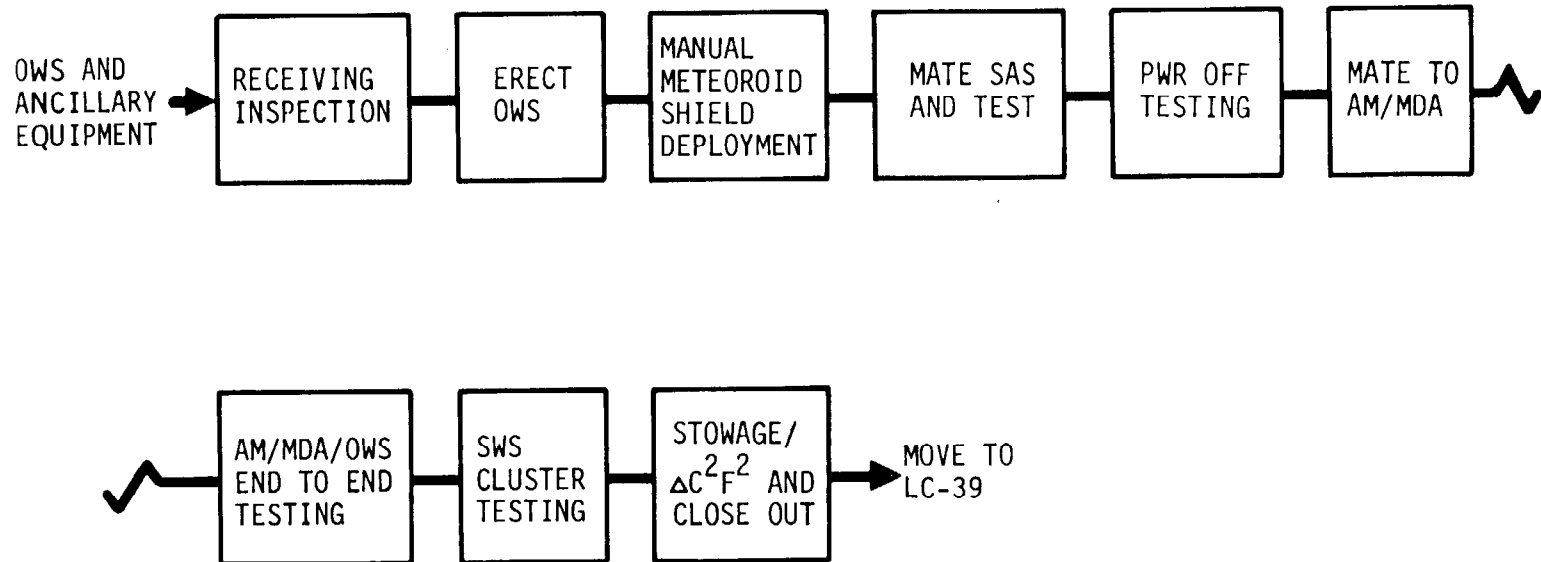 OWS AND
ANCILLARY
EQUIPMENT
RECEIVING
INSPECTION
ERECT
OWS
MANUAL
METEOROID
SHIELD
DEPLOYMENT
MATE SAS
AND TEST
PWR OFF
TESTING
MATE TO
AM/MDA
AM/MDA/OWS
END TO END
TESTING
SWS
CLUSTER
TESTING
STOWAGE/
ΔC²F² AND
CLOSE OUT
MOVE TO
LC-39